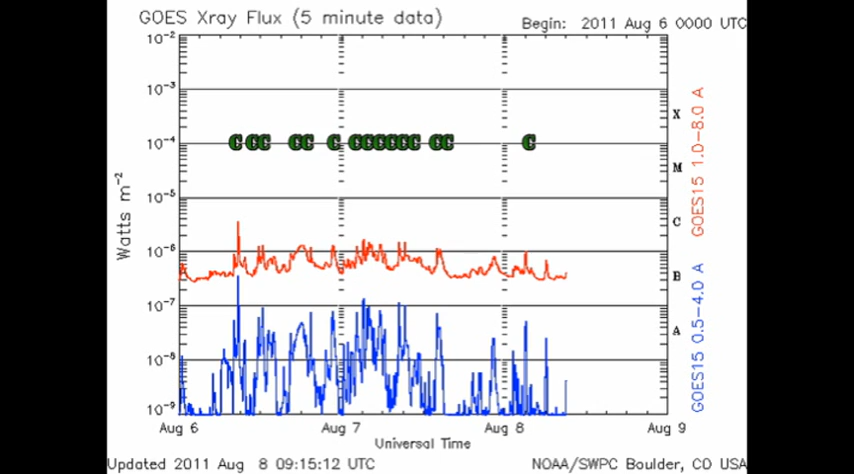 GOES Xray Flux (5 minute data)
Begin: 2011 Aug 6 0000 UTC
10⁻²
10⁻³
10⁻⁴
10⁻⁵
10⁻⁶
10⁻⁷
10⁻⁸
10⁻⁹
Watts m⁻²
C C C C C C C C C C C C C C C
X
M
C
B
A
GOES15 1.0-8.0 A
GOES15 0.5-4.0 A
Aug 6
Aug 7
Aug 8
Aug 9
Universal Time
Updated 2011 Aug 8 09:15:12 UTC
NOAA/SWPC Boulder, CO USA